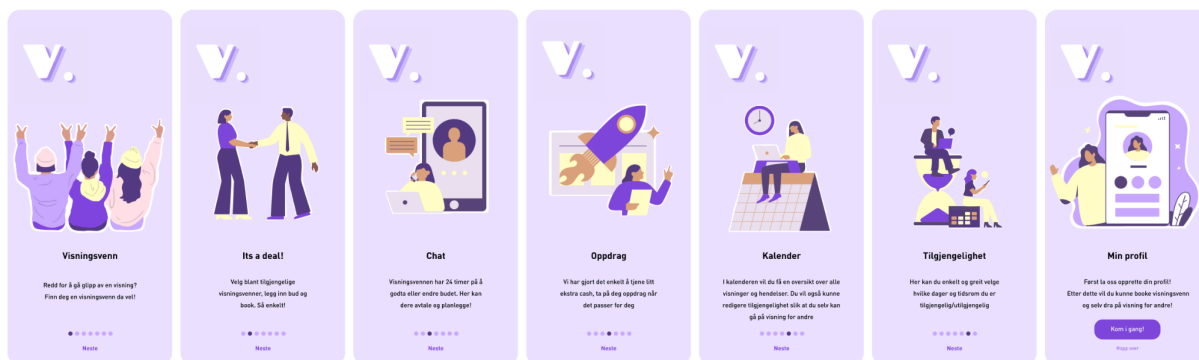 V.
Visningsvenn
Redd for å gå glipp av en visning?
Finn deg en visningsvenn da vel!
Neste
V.
Its a deal!
Velg blant tilgjengelige
visningsvenner, legg inn bud og
book. Så enkelt!
Neste
V.
Chat
Visningsvennen har 24 timer på å
godta eller endre budet. Her kan
dere avtale og planlegge!
Neste
V.
Oppdrag
Vi har gjort det enkelt å tjene litt
ekstra cash, ta på deg oppdrag når
det passer for deg
Neste
V.
Kalender
I kalenderen vil du få en oversikt over alle
visninger og hendelser. Du vil også kunne
redigere tilgjengelighet slik at du selv kan
gå på visning for andre
Neste
V.
Tilgjengelighet
Her kan du enkelt og greit velge
hvilke dager og tidsrom du er
tilgjengelig/utilgjengelig
Neste
V.
Min profil
Først la oss opprette din profil!
Etter dette vil du kunne booke visningsvenn
og selv dra på visning for andre!
Kom i gang!
Hopp over